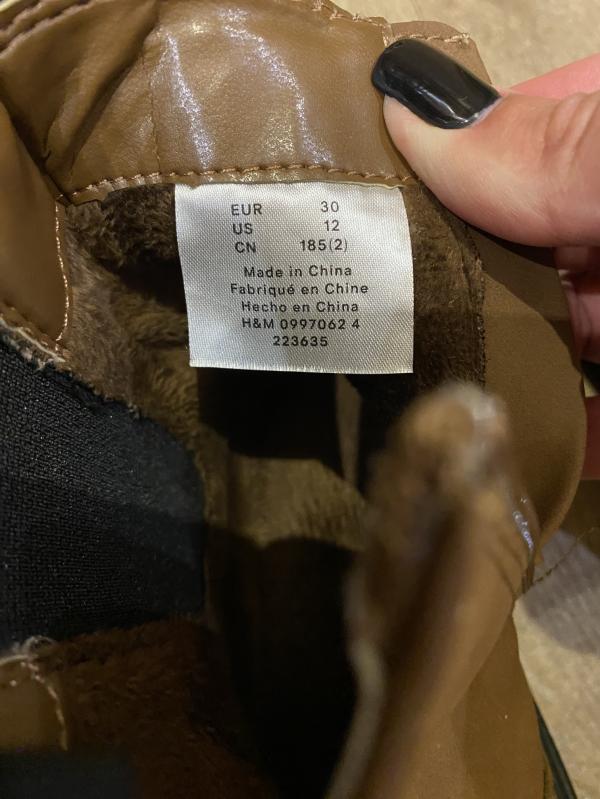 EUR 30
US 12
CN 185(2)
Made in China
Fabriqué en Chine
Hecho en China
H&M 0997062 4
223635